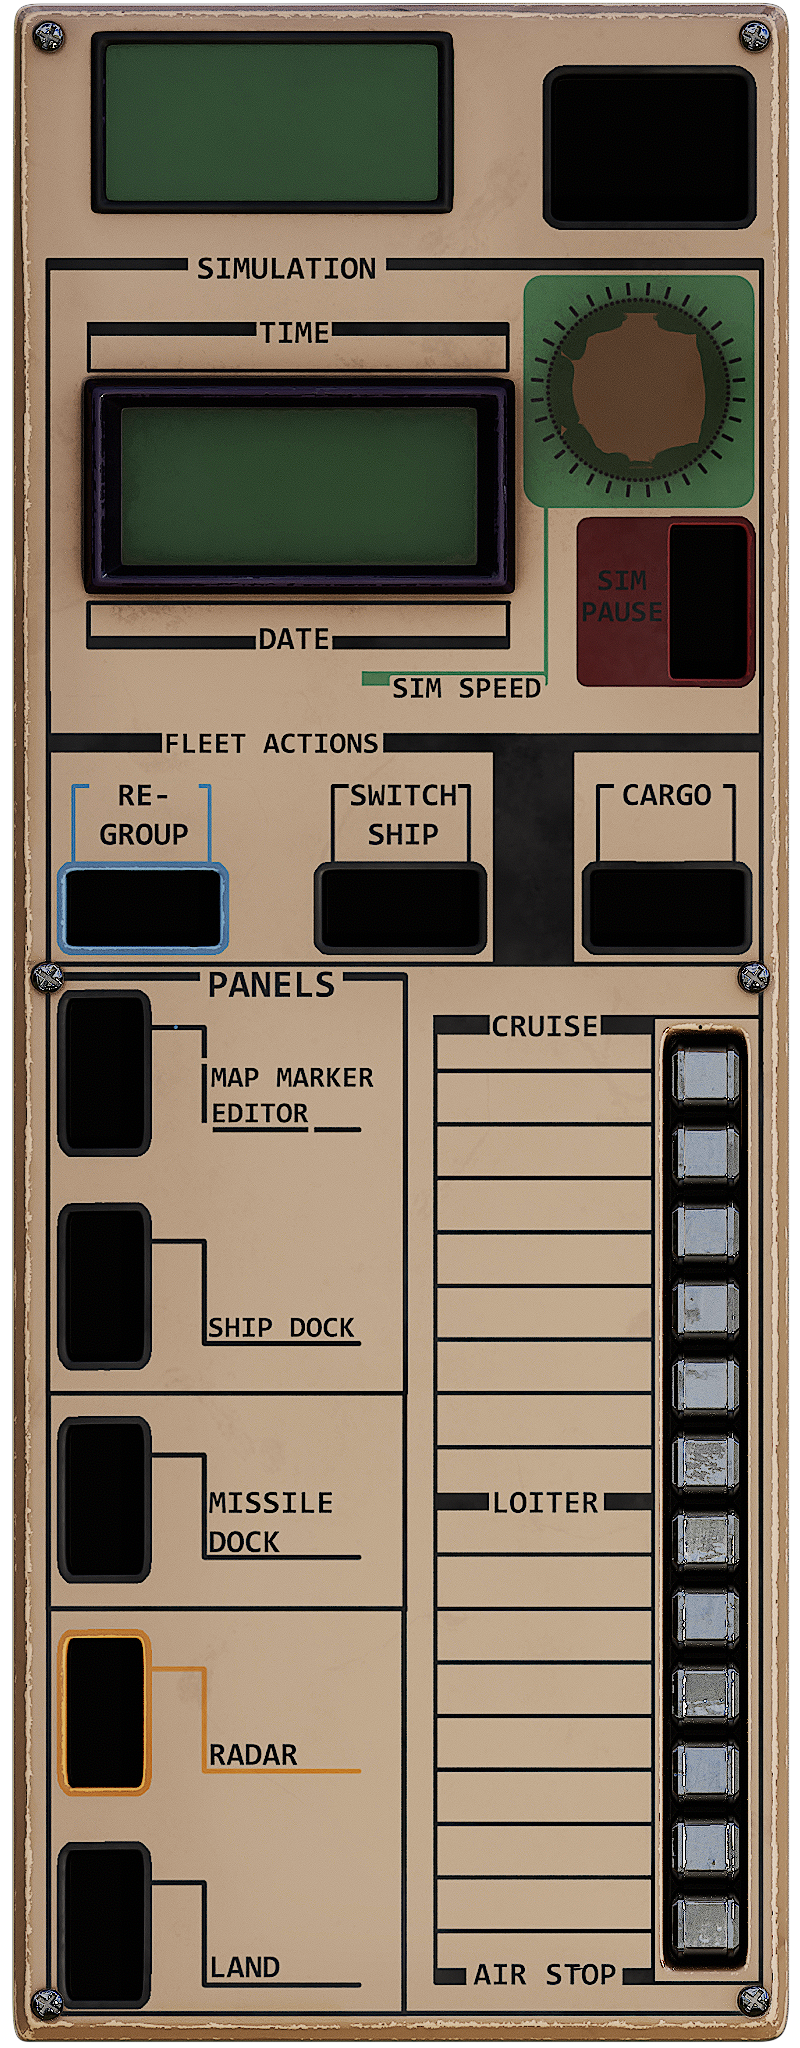 SIMULATION
TIME
SIM
PAUSE
DATE
SIM SPEED
FLEET ACTIONS
RE-
GROUP
SWITCH
SHIP
CARGO
PANELS
CRUISE
MAP MARKER
EDITOR
SHIP DOCK
MISSILE
DOCK
LOITER
RADAR
LAND
AIR STOP